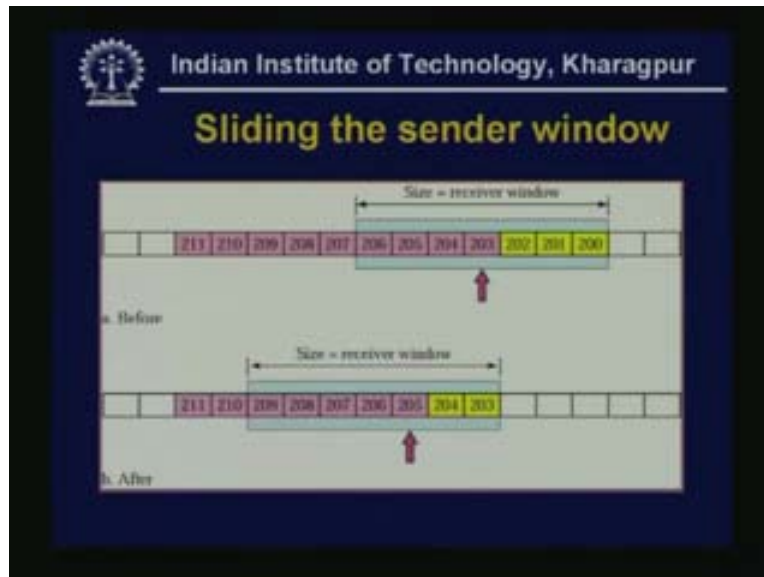 Indian Institute of Technology, Kharagpur
Sliding the sender window
Size = receiver window
211 210 209 208 207 206 205 204 203 202 201 200
a. Before
Size = receiver window
211 210 209 208 207 206 205 204 203
b. After